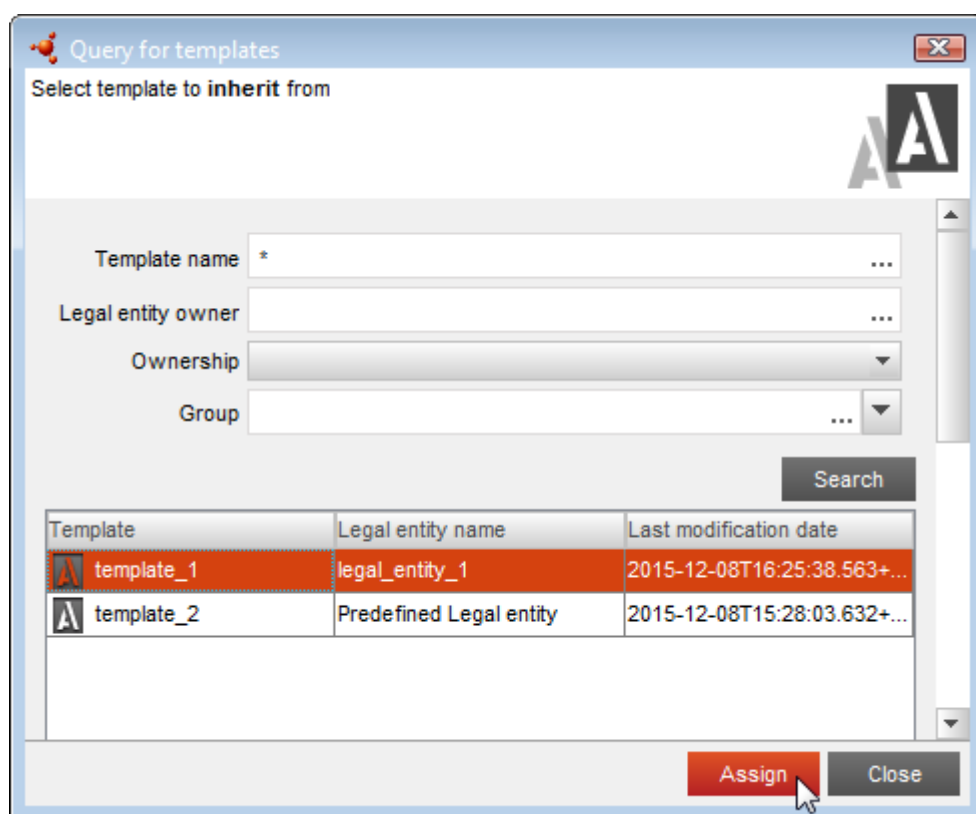 Query for templates
Select template to inherit from
Template name *
...
Legal entity owner
...
Ownership
Group
...
Search
Template Legal entity name Last modification date
template_1 legal_entity_1 2015-12-08T16:25:38.563+...
template_2 Predefined Legal entity 2015-12-08T15:28:03.632+...
Assign Close